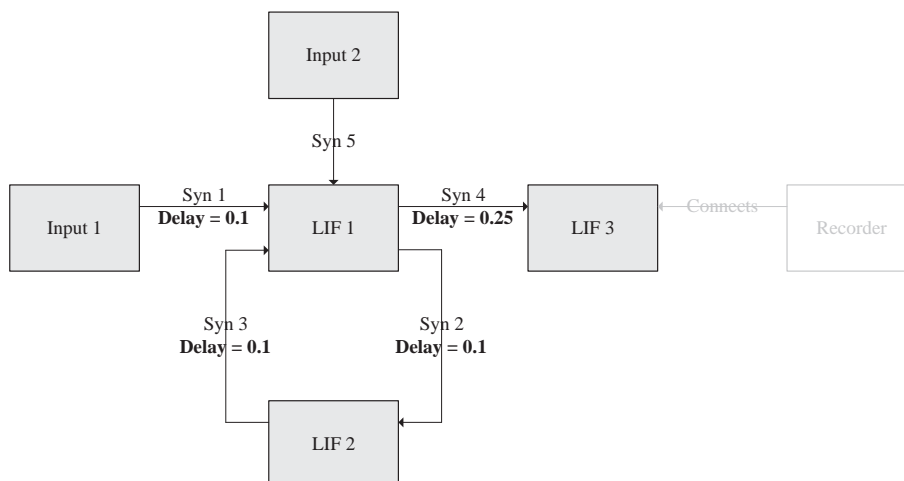 Input 2
Syn 5
Syn 1
Delay = 0.1
Syn 4
Delay = 0.25
Connects
Input 1
LIF 1
LIF 3
Recorder
Syn 3
Delay = 0.1
Syn 2
Delay = 0.1
LIF 2